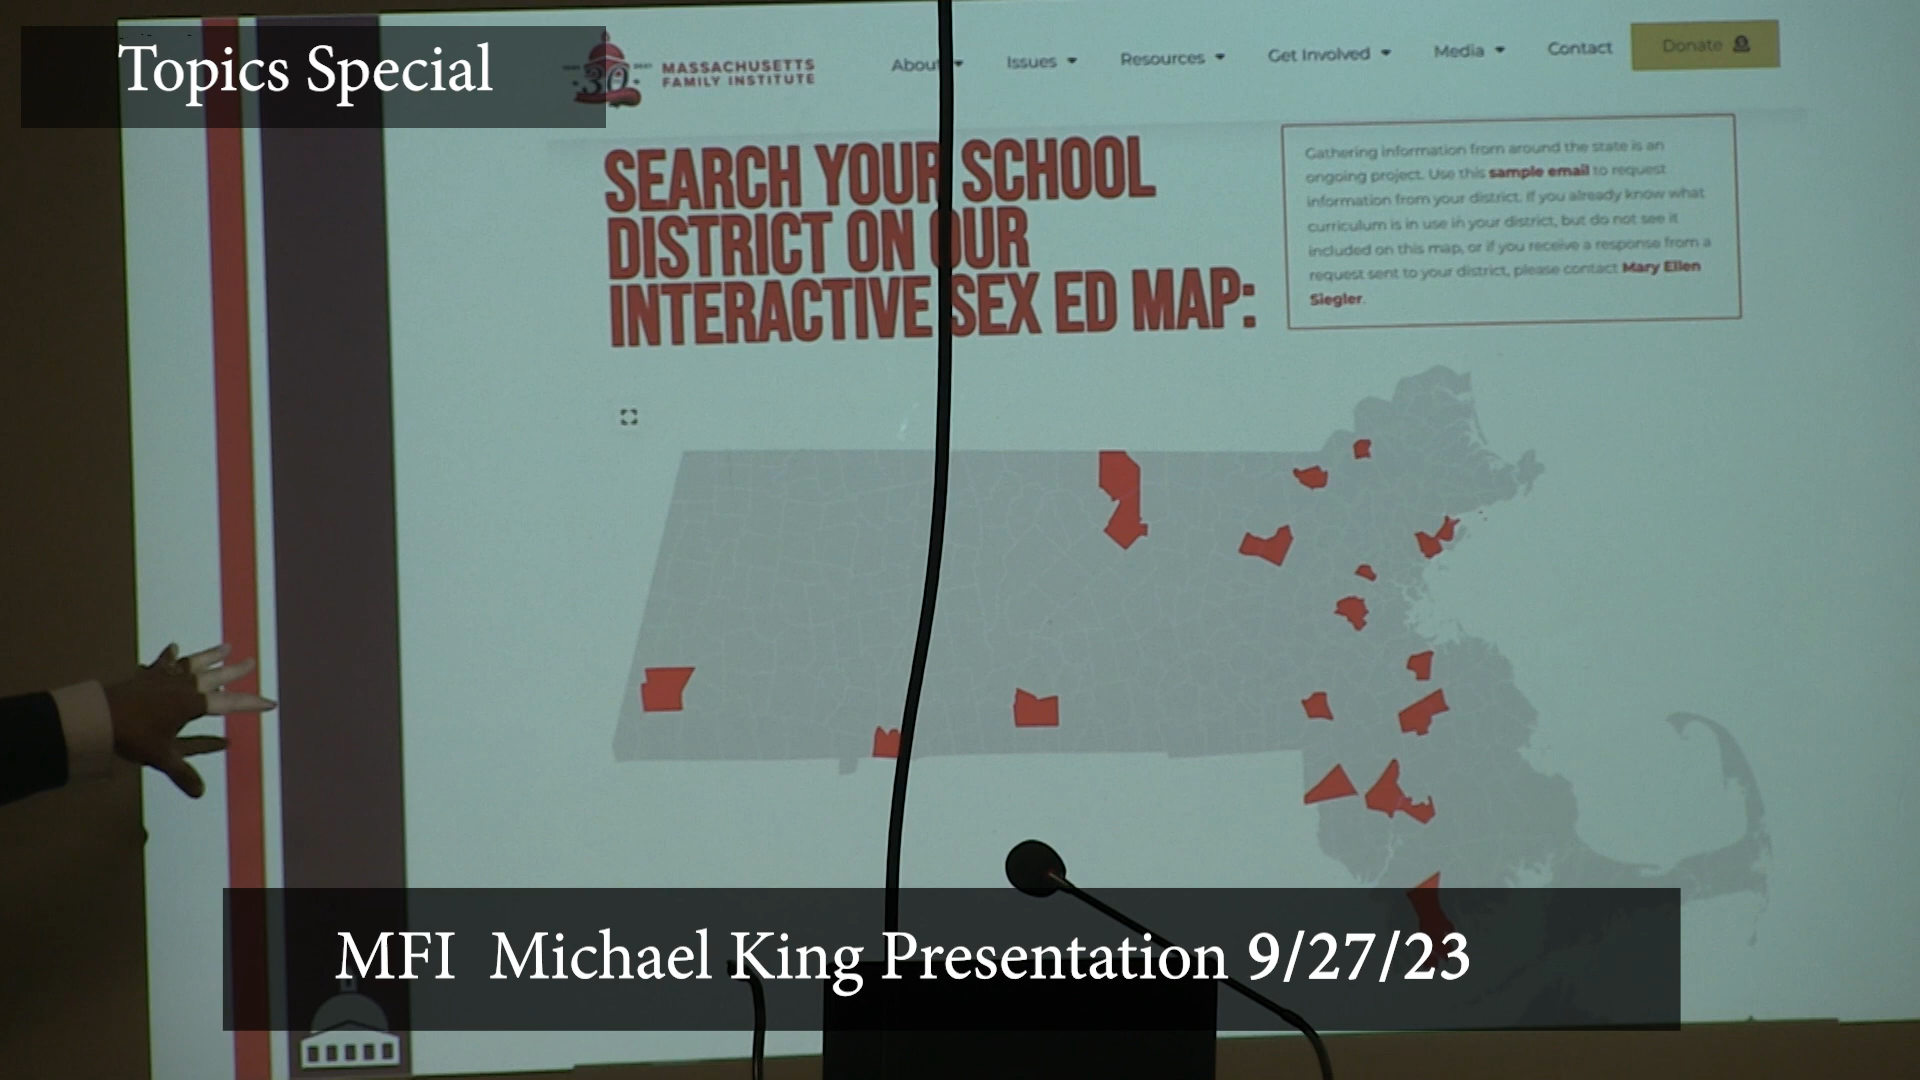 Topics Special
30
MASSACHUSETTS
FAMILY INSTITUTE
About
Issues
Resources
Get Involved
Media
Contact
Donate
SEARCH YOUR SCHOOL
DISTRICT ON OUR
INTERACTIVE SEX ED MAP:
Gathering information from around the state is an
ongoing project. Use this sample email to request
information from your district. If you already know what
curriculum is in use in your district, but do not see it
included on this map, or if you receive a response from a
request sent to your district, please contact Mary Ellen
Siegler.
MFI Michael King Presentation 9/27/23